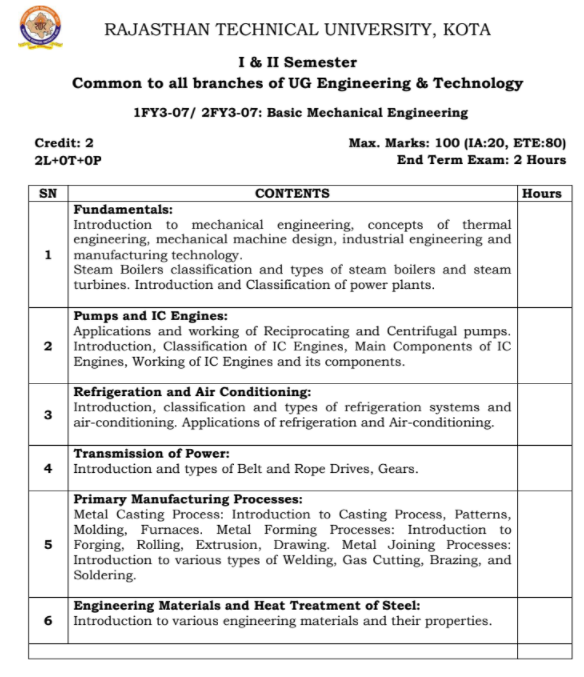 RAJASTHAN TECHNICAL UNIVERSITY, KOTA
I & II Semester
Common to all branches of UG Engineering & Technology
1FY3-07/ 2FY3-07: Basic Mechanical Engineering
Credit: 2 Max. Marks: 100 (IA:20, ETE:80)
2L+0T+0P End Term Exam: 2 Hours
SN CONTENTS Hours
1
Fundamentals:
Introduction to mechanical engineering, concepts of thermal
engineering, mechanical machine design, industrial engineering and
manufacturing technology.
Steam Boilers classification and types of steam boilers and steam
turbines. Introduction and Classification of power plants.
2
Pumps and IC Engines:
Applications and working of Reciprocating and Centrifugal pumps.
Introduction, Classification of IC Engines, Main Components of IC
Engines, Working of IC Engines and its components.
3
Refrigeration and Air Conditioning:
Introduction, classification and types of refrigeration systems and
air-conditioning. Applications of refrigeration and Air-conditioning.
4
Transmission of Power:
Introduction and types of Belt and Rope Drives, Gears.
5
Primary Manufacturing Processes:
Metal Casting Process: Introduction to Casting Process, Patterns,
Molding, Furnaces. Metal Forming Processes: Introduction to
Forging, Rolling, Extrusion, Drawing. Metal Joining Processes:
Introduction to various types of Welding, Gas Cutting, Brazing, and
Soldering.
6
Engineering Materials and Heat Treatment of Steel:
Introduction to various engineering materials and their properties.